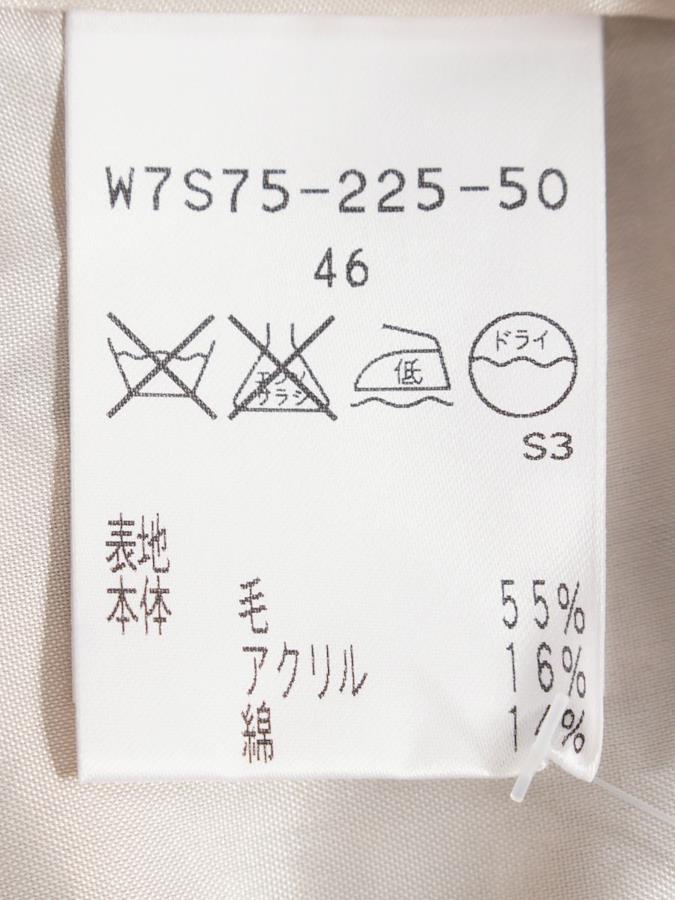 W7S75-225-50
46
低
ドライ
S3
表地
本体 毛 55%
アクリル 16%
綿